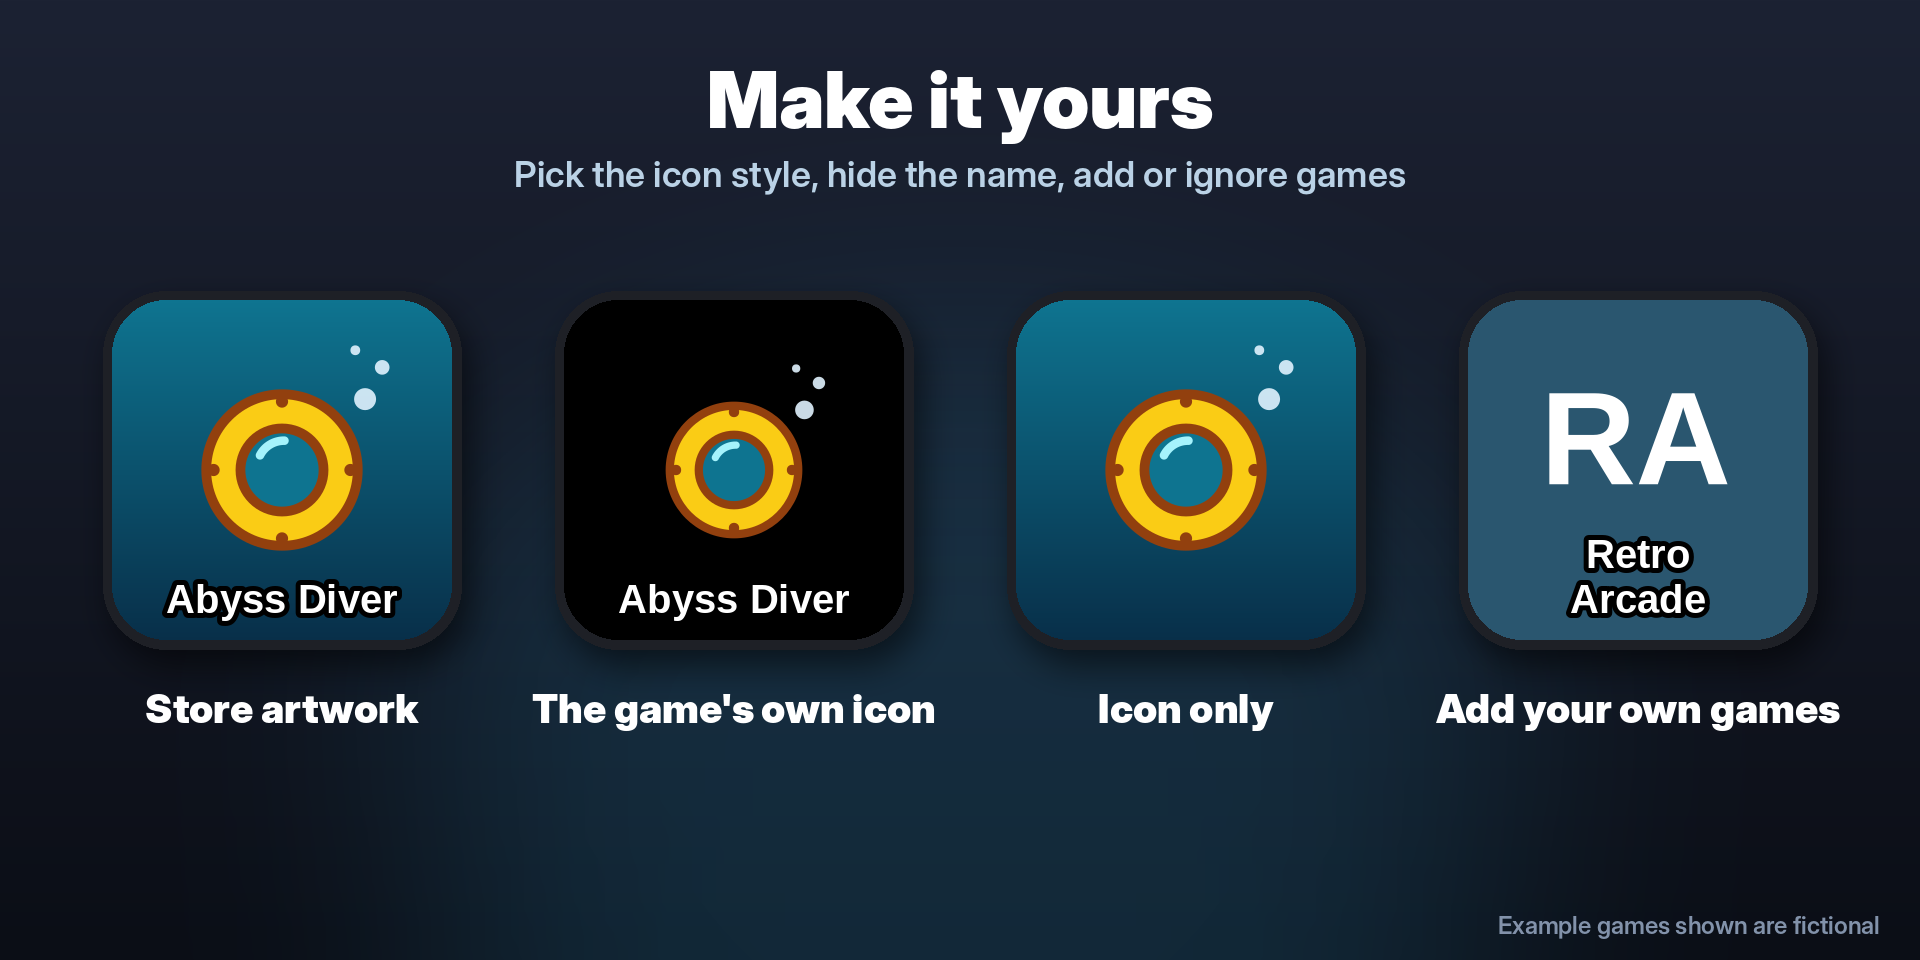 Make it yours
Pick the icon style, hide the name, add or ignore games
Abyss Diver
Abyss Diver
RA
Retro
Arcade
Store artwork
The game's own icon
Icon only
Add your own games
Example games shown are fictional